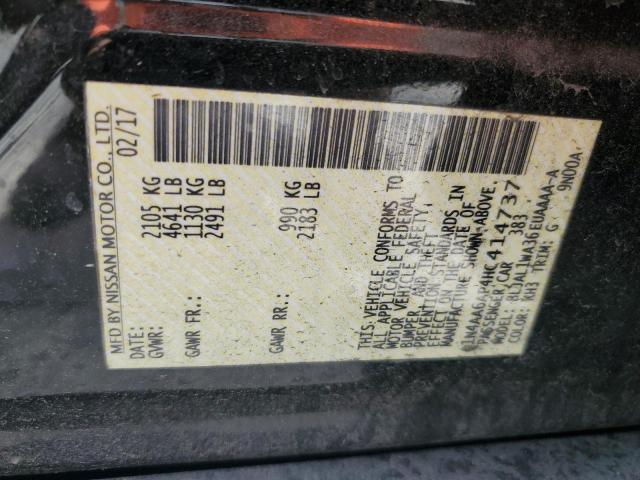 MFD BY NISSAN MOTOR CO., LTD.
DATE: 02/17
GVWR: 2105 KG
4641 LB
GAWR FR.: 1130 KG
2491 LB
GAWR RR.: 990 KG
2183 LB
THIS VEHICLE CONFORMS TO
ALL APPLICABLE FEDERAL
MOTOR VEHICLE SAFETY,
BUMPER, AND THEFT
PREVENTION STANDARDS IN
EFFECT ON THE DATE OF
MANUFACTURE SHOWN ABOVE.
1N4AA6AP4HC414737
PASSENGER CAR 383
MODEL: BLJALLWA36EUAAAA-A
COLOR: KH3 TRIM: G 9N00A